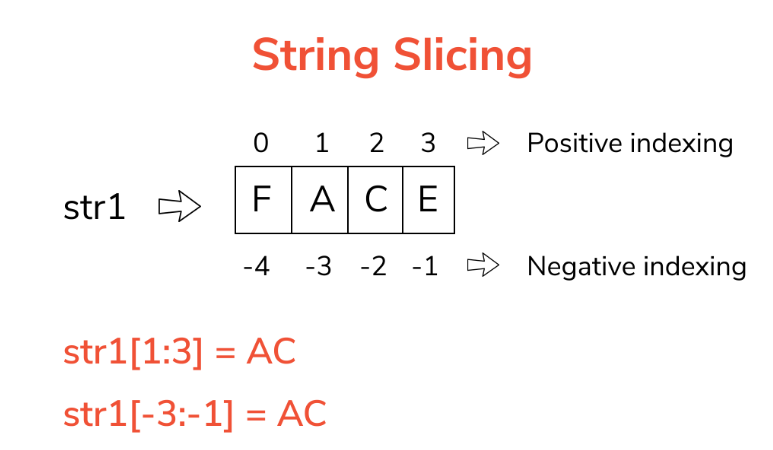 String Slicing
0 1 2 3 Positive indexing
str1 F A C E
-4 -3 -2 -1 Negative indexing
str1[1:3] = AC
str1[-3:-1] = AC